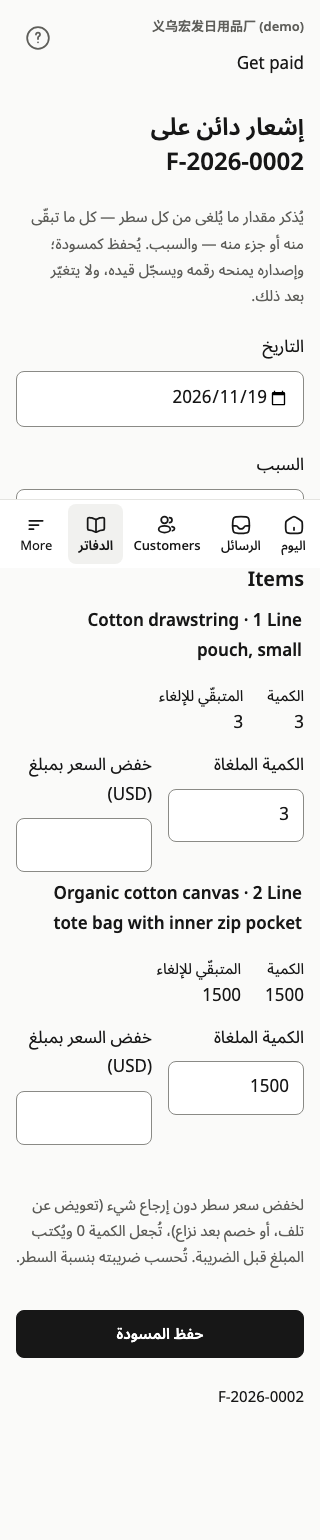 义乌宏发日用品厂 (demo)
Get paid
إشعار دائن على
F-2026-0002
يُذكر مقدار ما يُلغى من كل سطر — كل ما تبقّى
منه أو جزء منه — والسبب. يُحفظ كمسودة؛
وإصداره يمنحه رقمه ويسجّل قيده، ولا يتغيّر
بعد ذلك.
التاريخ
2026/11/19
السبب
اليوم
الرسائل
Customers
الدفاتر
More
Items
Cotton drawstring · 1 Line
pouch, small
الكمية المتبقّي للإلغاء
3 3
الكمية الملغاة
3
خفض السعر بمبلغ
(USD)
Organic cotton canvas · 2 Line
tote bag with inner zip pocket
الكمية المتبقّي للإلغاء
1500 1500
الكمية الملغاة
1500
خفض السعر بمبلغ
(USD)
لخفض سعر سطر دون إرجاع شيء (تعويض عن
تلف، أو خصم بعد نزاع)، تُجعل الكمية 0 ويُكتب
المبلغ قبل الضريبة. تُحسب ضريبته بنسبة السطر.
حفظ المسودة
F-2026-0002